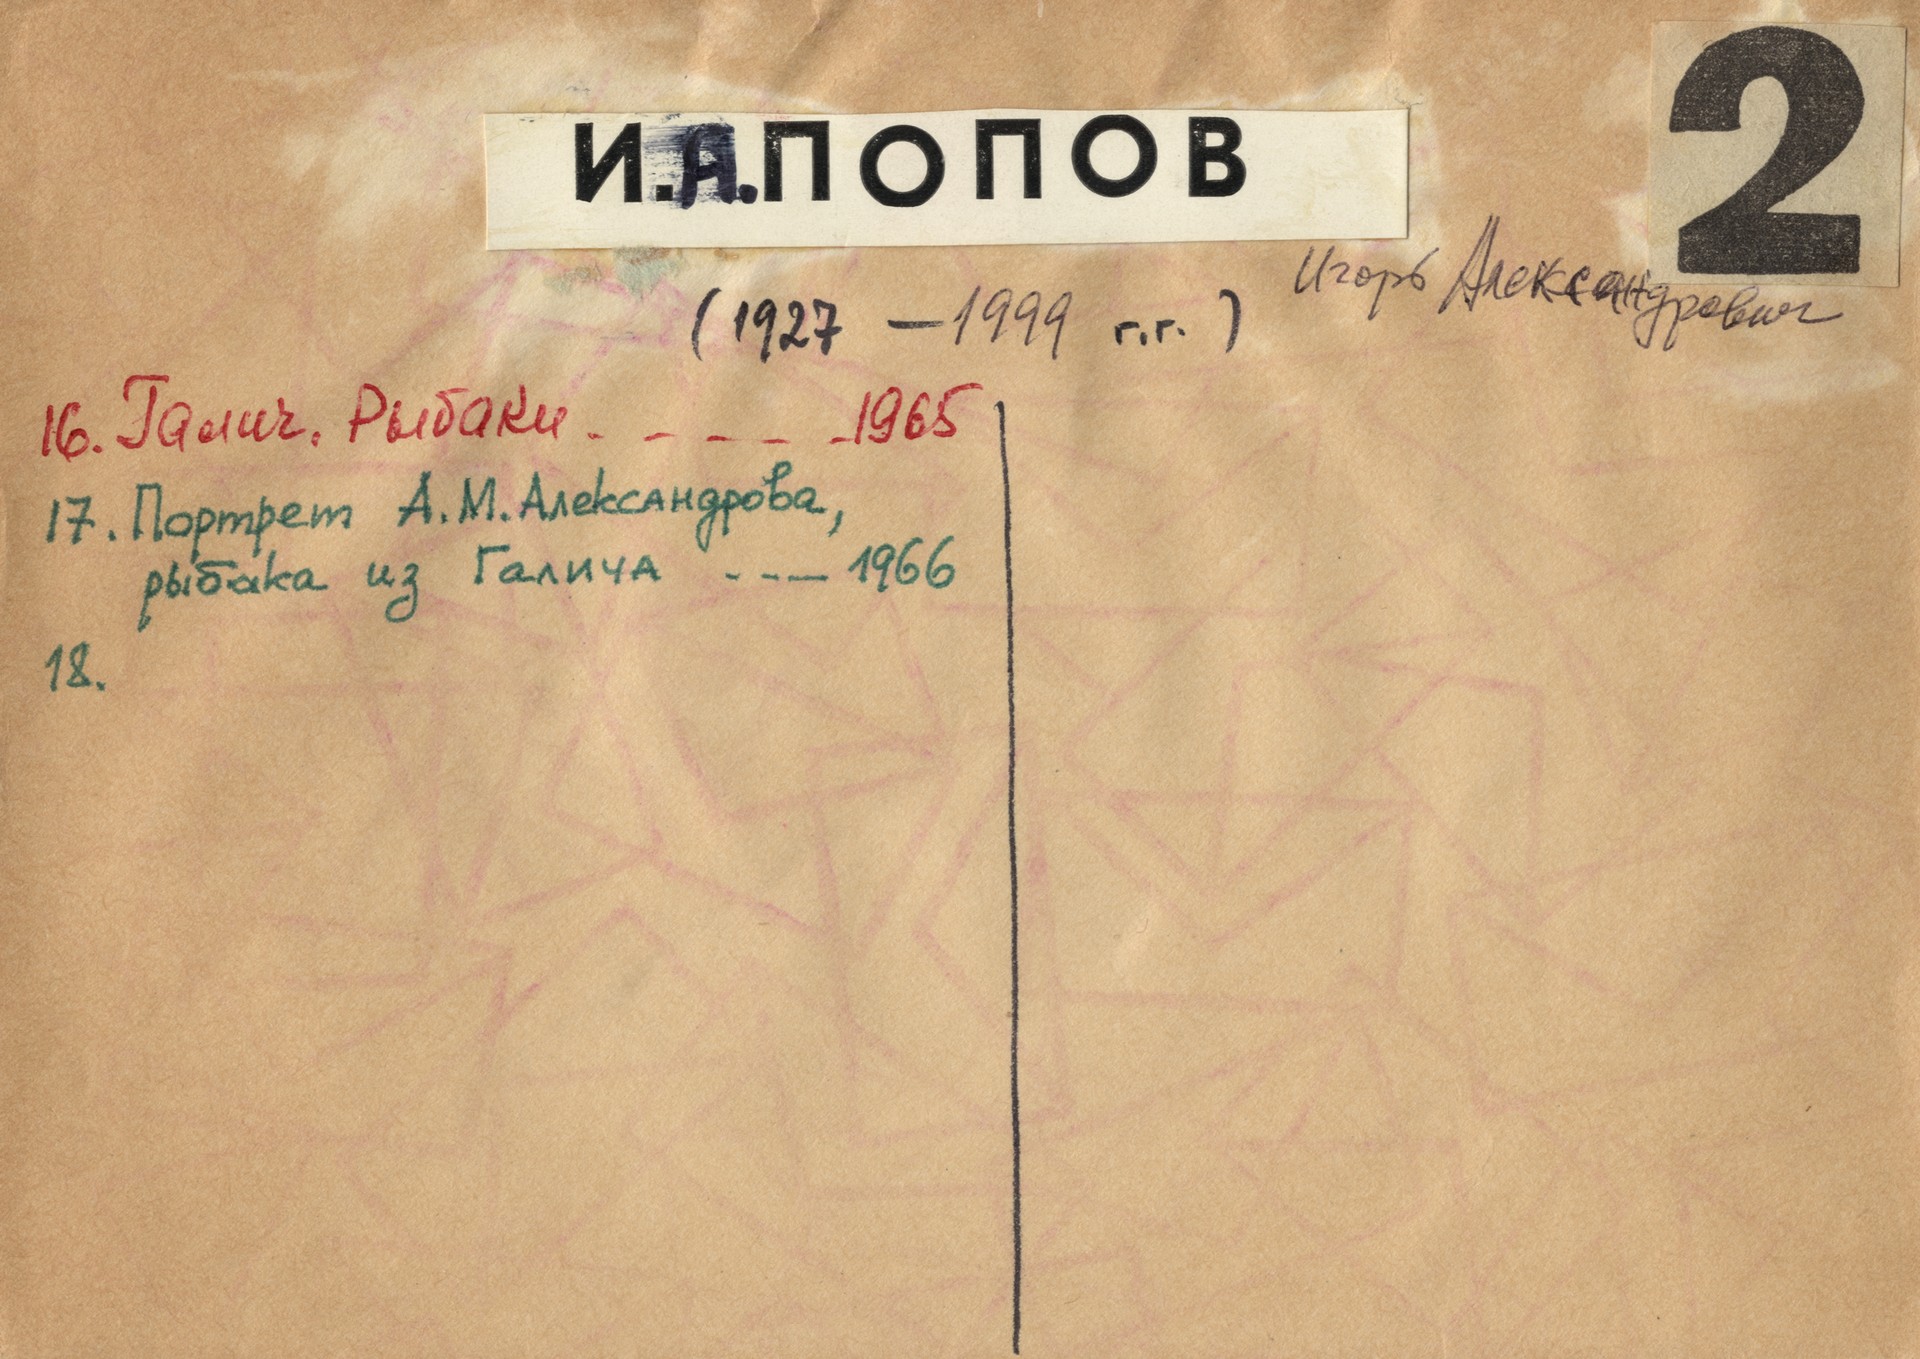 И.А.ПОПОВ
2
Игорь Александрович
(1927 — 1999 г.г.)
16. Галич. Рыбаки - - - - - 1965
17. Портрет А.М.Александрова,
рыбака из Галича - - - - 1966
18.